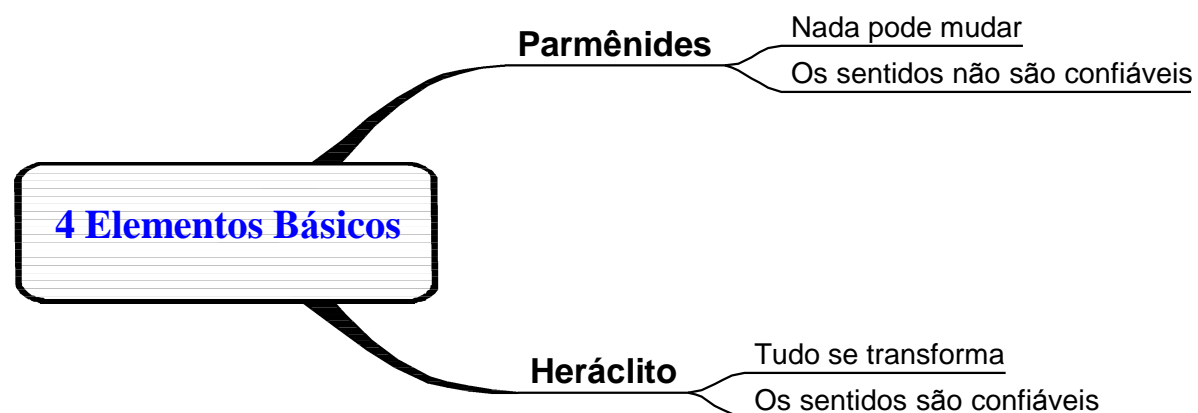 Parmênides
Nada pode mudar
Os sentidos não são confiáveis
4 Elementos Básicos
Heráclito
Tudo se transforma
Os sentidos são confiáveis